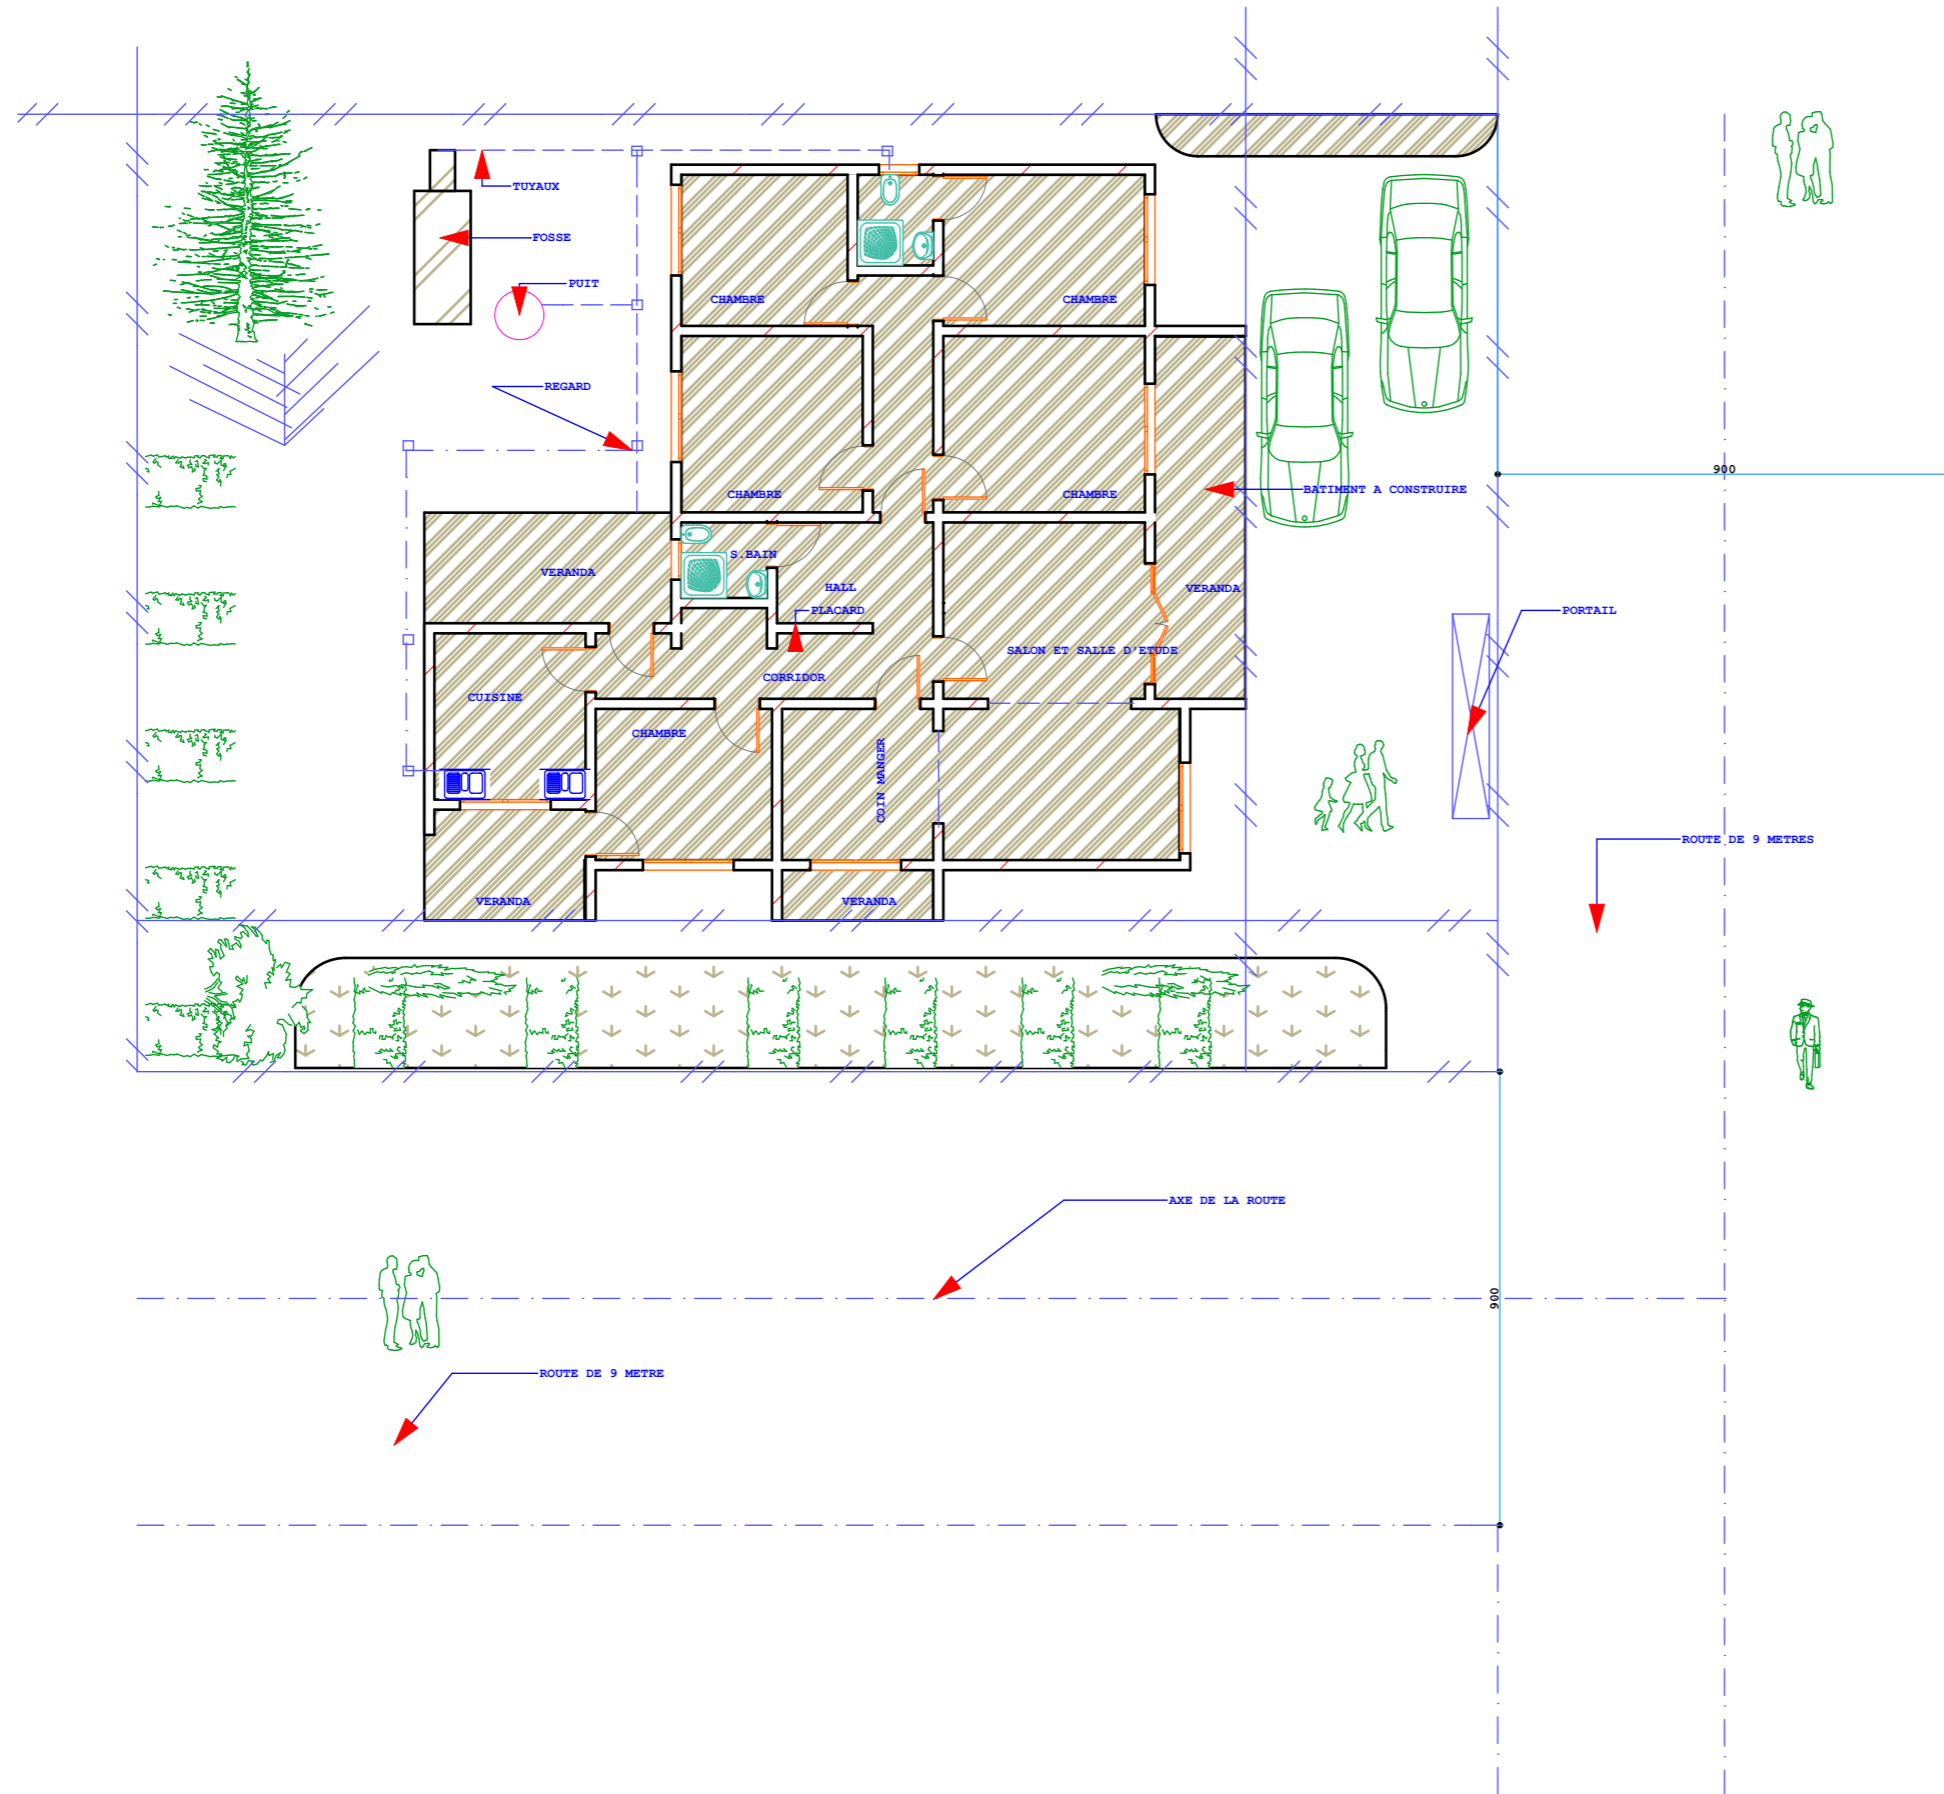 TUYAUX
FOSSE
PUIT
CHAMBRE
CHAMBRE
REGARD
900
CHAMBRE
CHAMBRE
BATIMENT A CONSTRUIRE
S.BAIN
VERANDA
HALL
VERANDA
PLACARD
PORTAIL
SALON ET SALLE D'ETUDE
CORRIDOR
CUISINE
CHAMBRE
COIN MANGER
ROUTE DE 9 METRES
VERANDA
VERANDA
AXE DE LA ROUTE
900
ROUTE DE 9 METRE